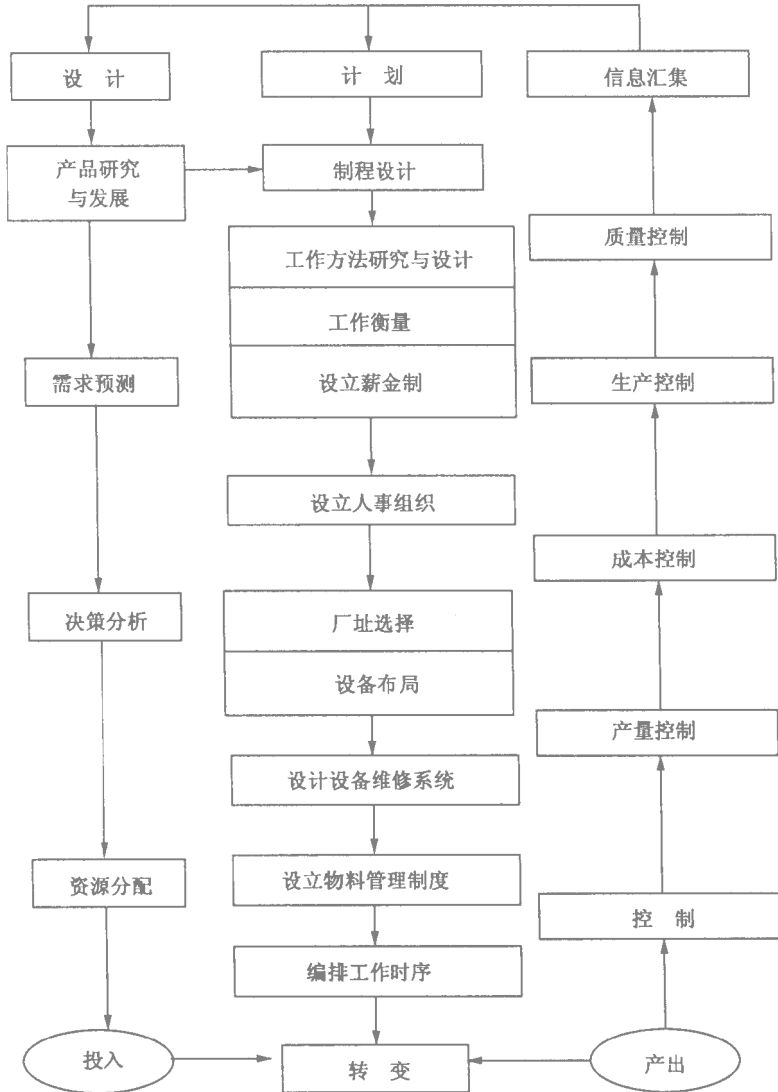 设 计
计 划
信息汇集
产品研究
与发展
制程设计
质量控制
工作方法研究与设计
工作衡量
需求预测
设立薪金制
生产控制
设立人事组织
成本控制
决策分析
厂址选择
设备布局
产量控制
设计设备维修系统
资源分配
设立物料管理制度
控 制
编排工作时序
投入
转 变
产出